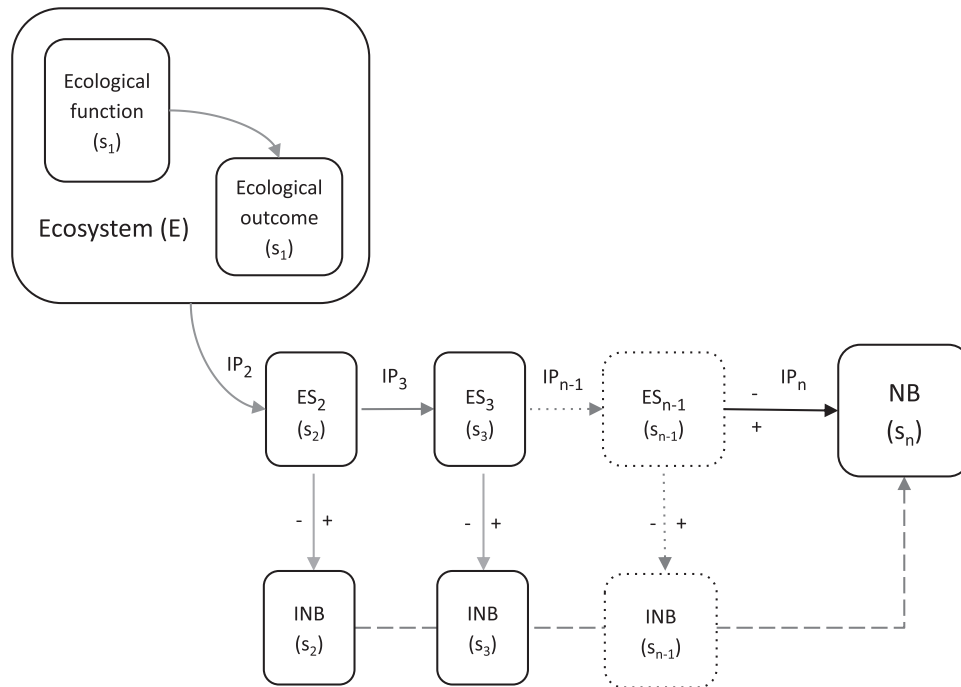 Ecological
function
(s₁)
Ecological
outcome
(s₁)
Ecosystem (E)
IP₂
IP₃
IPₙ₋₁
IPₙ
ES₂
(s₂)
ES₃
(s₃)
ESₙ₋₁
(sₙ₋₁)
-
+
NB
(sₙ)
- +
- +
- +
INB
(s₂)
INB
(s₃)
INB
(sₙ₋₁)